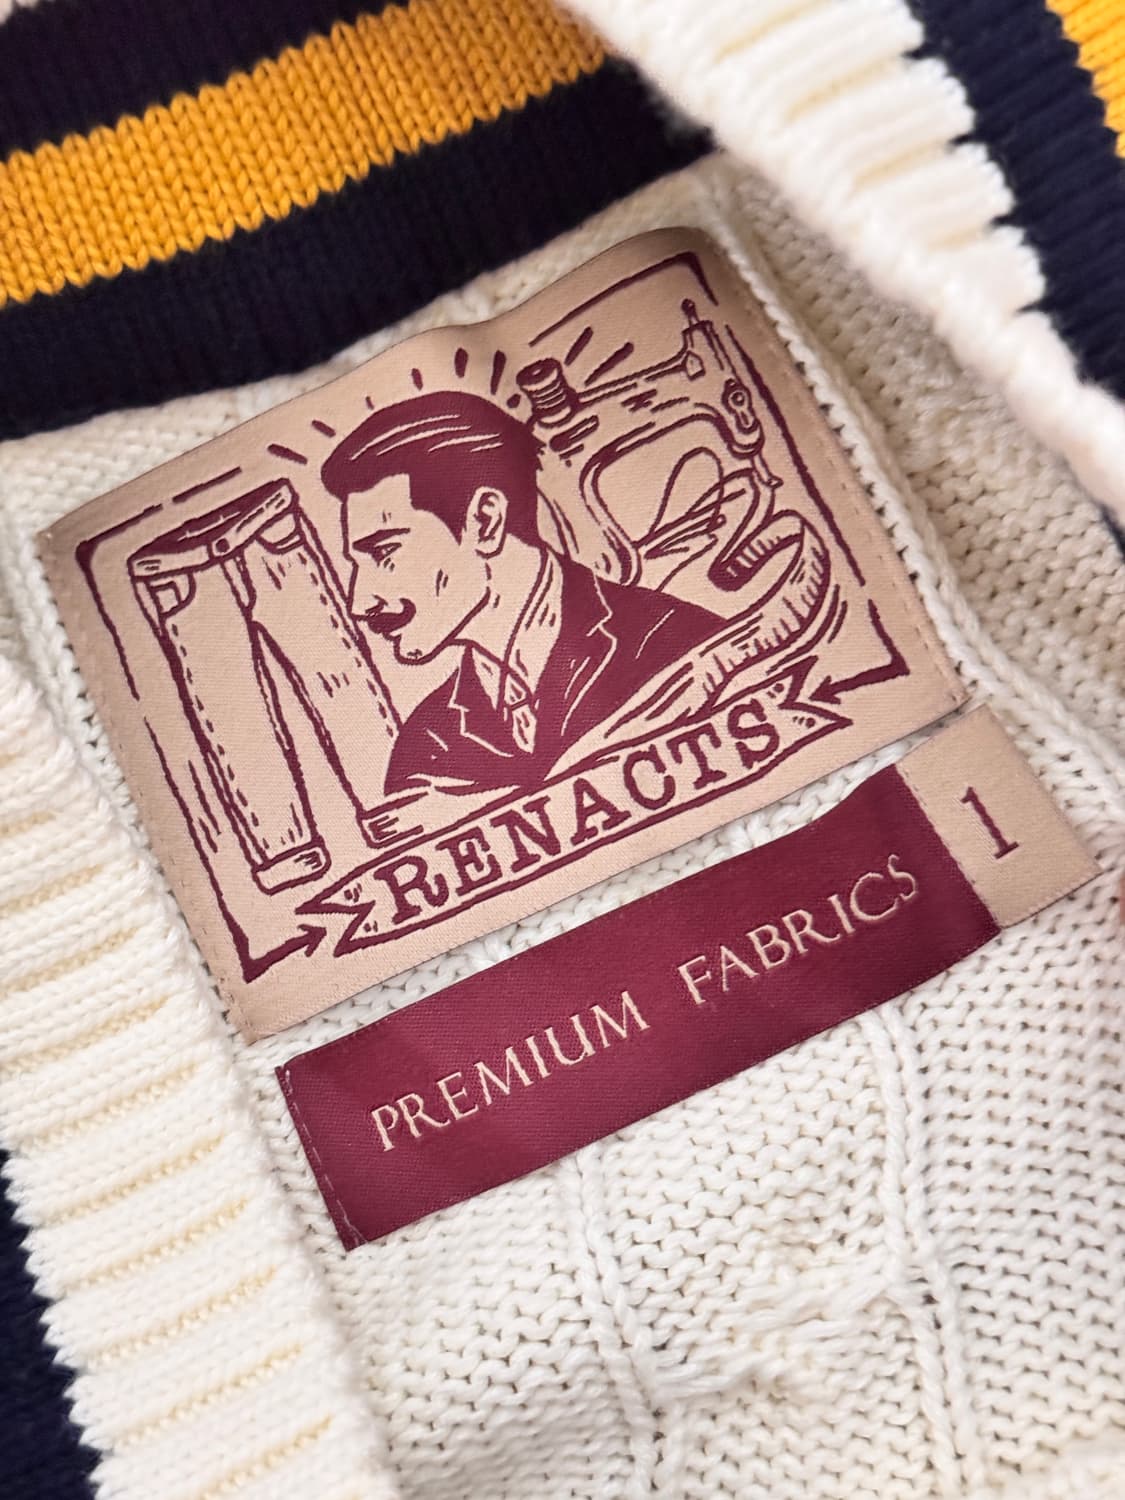 RENACTS
1
PREMIUM FABRICS